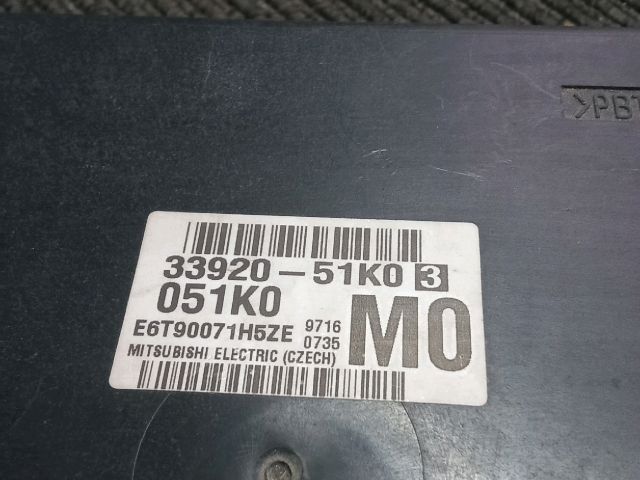 >PBT
33920-51K0 3
051K0
E6T90071H5ZE 9716
0735
M0
MITSUBISHI ELECTRIC (CZECH)